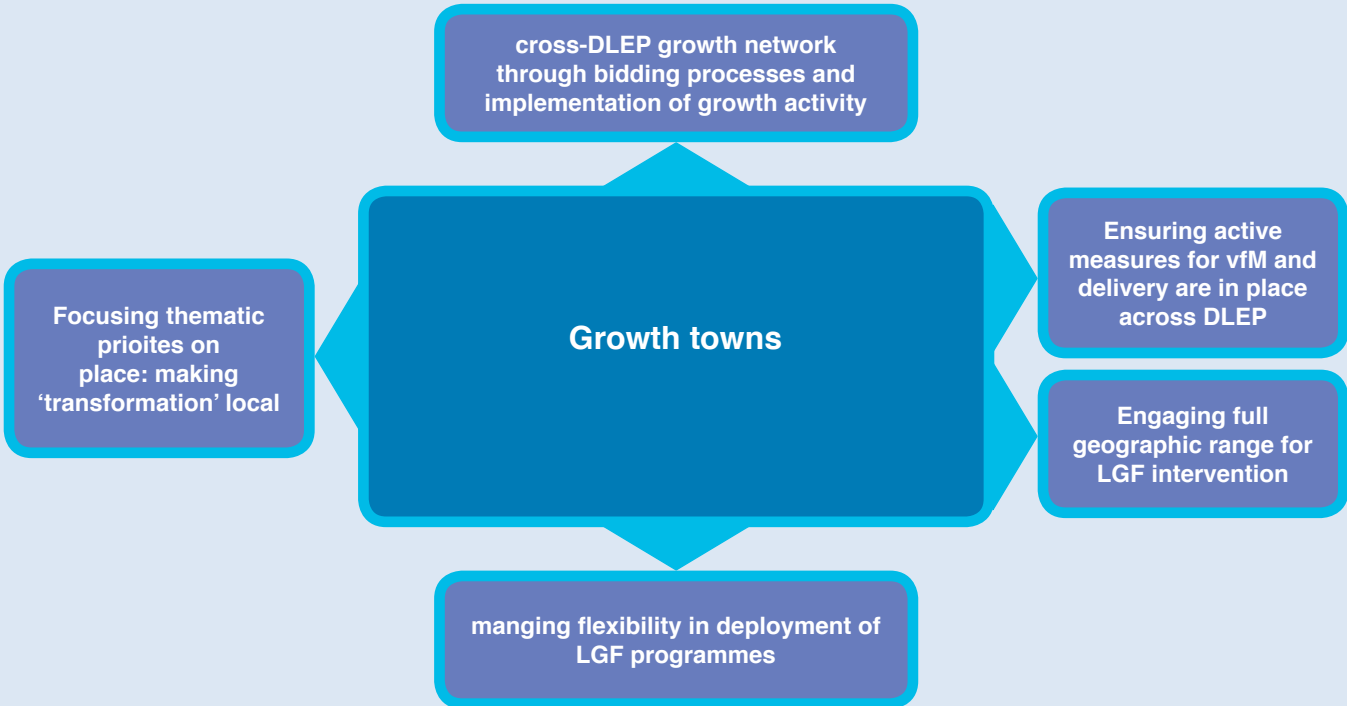 cross-DLEP growth network
through bidding processes and
implementation of growth activity
Focusing thematic
prioites on
place: making
‘transformation’ local
Growth towns
Ensuring active
measures for vfM and
delivery are in place
across DLEP
Engaging full
geographic range for
LGF intervention
manging flexibility in deployment of
LGF programmes